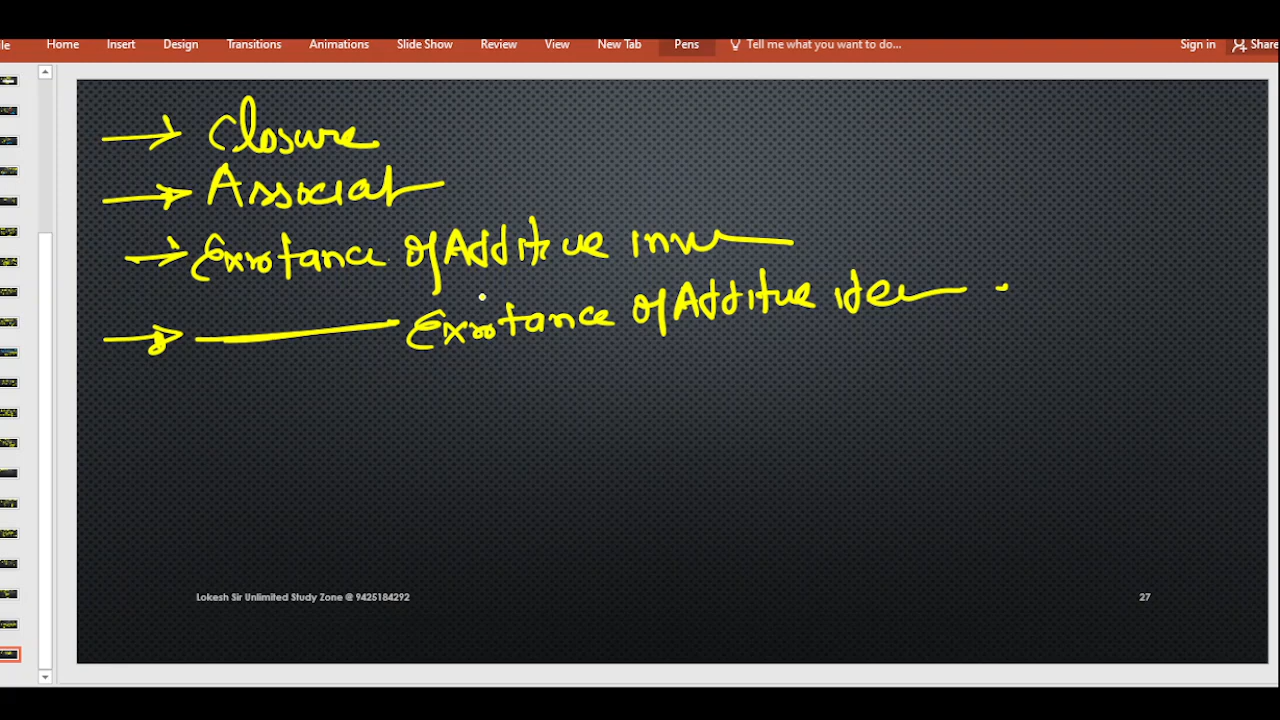 le Home Insert Design Transitions Animations Slide Show Review View New Tab Pens Tell me what you want to do... Sign in Share
→ Closure
→ Associat
→ Existance of Additive inve
→ Existance of Additive iden
Lokesh Sir Unlimited Study Zone @ 9425184292 27